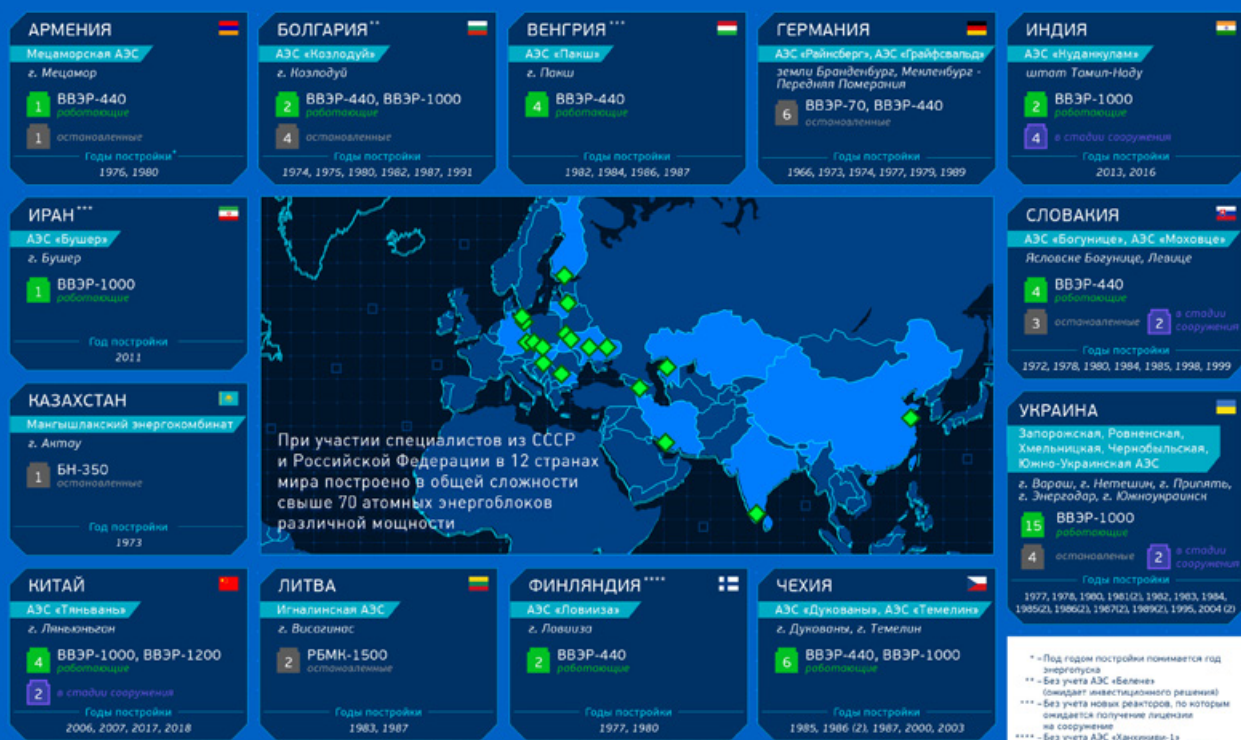 АРМЕНИЯ
Мецаморская АЭС
г. Мецамор
1 ВВЭР-440
работающие
1 остановленные
Годы постройки*
1976, 1980
БОЛГАРИЯ**
АЭС «Козлодуй»
г. Козлодуй
2 ВВЭР-440, ВВЭР-1000
работающие
4 остановленные
Годы постройки
1974, 1975, 1980, 1982, 1987, 1991
ВЕНГРИЯ***
АЭС «Пакш»
г. Пакш
4 ВВЭР-440
работающие
Годы постройки
1982, 1984, 1986, 1987
ГЕРМАНИЯ
АЭС «Райнсберг», АЭС «Грайфсвальд»
земли Бранденбург, Мекленбург -
Передняя Померания
6 ВВЭР-70, ВВЭР-440
остановленные
Годы постройки
1966, 1973, 1974, 1977, 1979, 1989
ИНДИЯ
АЭС «Куданкулам»
штат Тамил-Наду
2 ВВЭР-1000
работающие
4 в стадии сооружения
Годы постройки
2013, 2016
ИРАН***
АЭС «Бушер»
г. Бушер
1 ВВЭР-1000
работающие
Год постройки
2011
СЛОВАКИЯ
АЭС «Богунице», АЭС «Моховце»
Ясловске Богунице, Левице
4 ВВЭР-440
работающие
3 остановленные 2 в стадии
сооружения
Годы постройки
1972, 1978, 1980, 1984, 1985, 1998, 1999
КАЗАХСТАН
Мангышлакский энергокомбинат
г. Актау
1 БН-350
остановленные
Год постройки
1973
При участии специалистов из СССР
и Российской Федерации в 12 странах
мира построено в общей сложности
свыше 70 атомных энергоблоков
различной мощности
УКРАИНА
Запорожская, Ровненская,
Хмельницкая, Чернобыльская,
Южно-Украинская АЭС
г. Вараш, г. Нетешин, г. Припять,
г. Энергодар, г. Южноукраинск
15 ВВЭР-1000
работающие
4 остановленые 2 в стадии
сооружения
Годы постройки
1977, 1978, 1980, 1981(2), 1982, 1983, 1984,
1985(2), 1986(2), 1987(2), 1989(2), 1995, 2004 (2)
КИТАЙ
АЭС «Тяньвань»
г. Ляньюньган
4 ВВЭР-1000, ВВЭР-1200
работающие
2 в стадии сооружения
Годы постройки
2006, 2007, 2017, 2018
ЛИТВА
Игналинская АЭС
г. Висагинас
2 РБМК-1500
остановленные
Годы постройки
1983, 1987
ФИНЛЯНДИЯ****
АЭС «Ловииза»
г. Ловииза
2 ВВЭР-440
работающие
Годы постройки
1977, 1980
ЧЕХИЯ
АЭС «Дукованы», АЭС «Темелин»
г. Дукованы, г. Темелин
6 ВВЭР-440, ВВЭР-1000
работающие
Годы постройки
1985, 1986 (2), 1987, 2000, 2003
* - Под годом постройки понимается год
энергопуска
** - Без учета АЭС «Белене»
(ожидает инвестиционного решения)
*** - Без учета новых реакторов, по которым
ожидается получение лицензии
на сооружение
**** - Без учета АЭС «Ханхикиви-1»